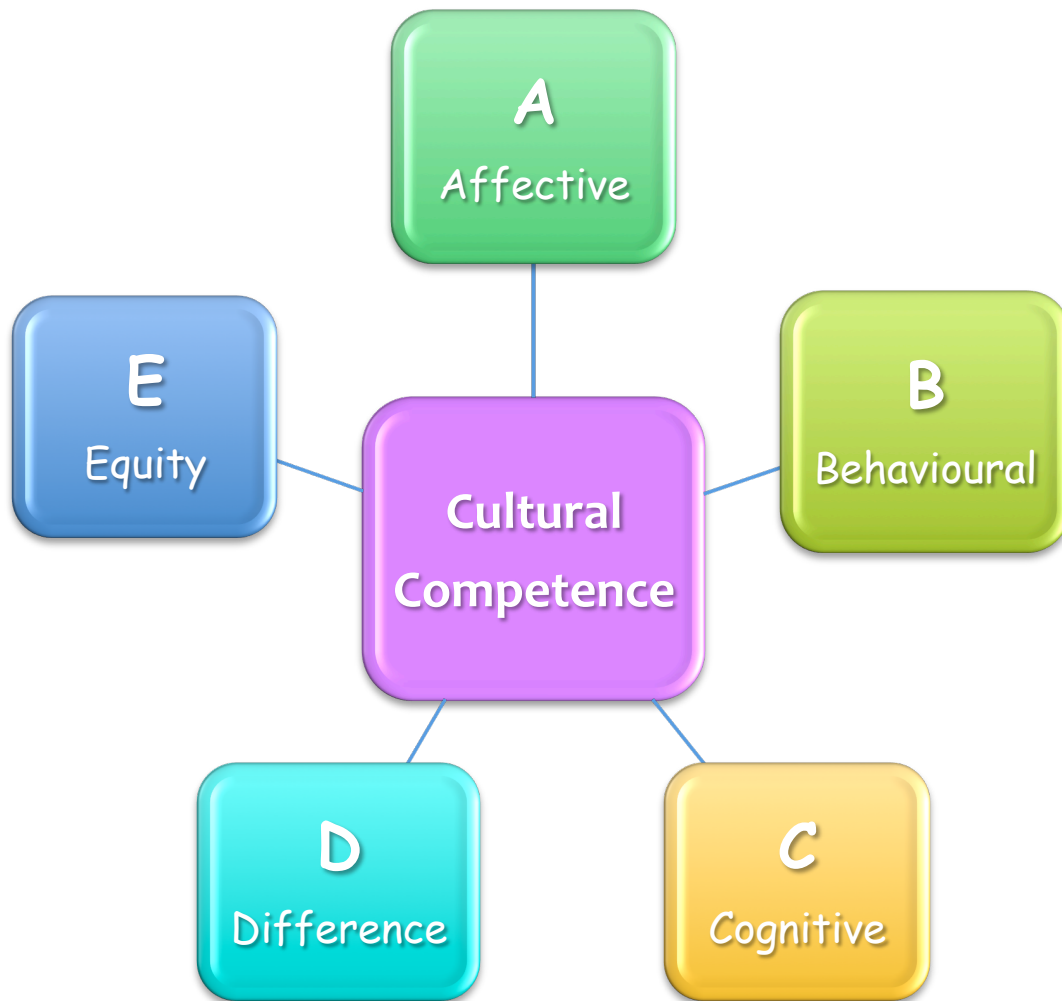 A
Affective
B
Behavioural
C
Cognitive
D
Difference
E
Equity
Cultural
Competence